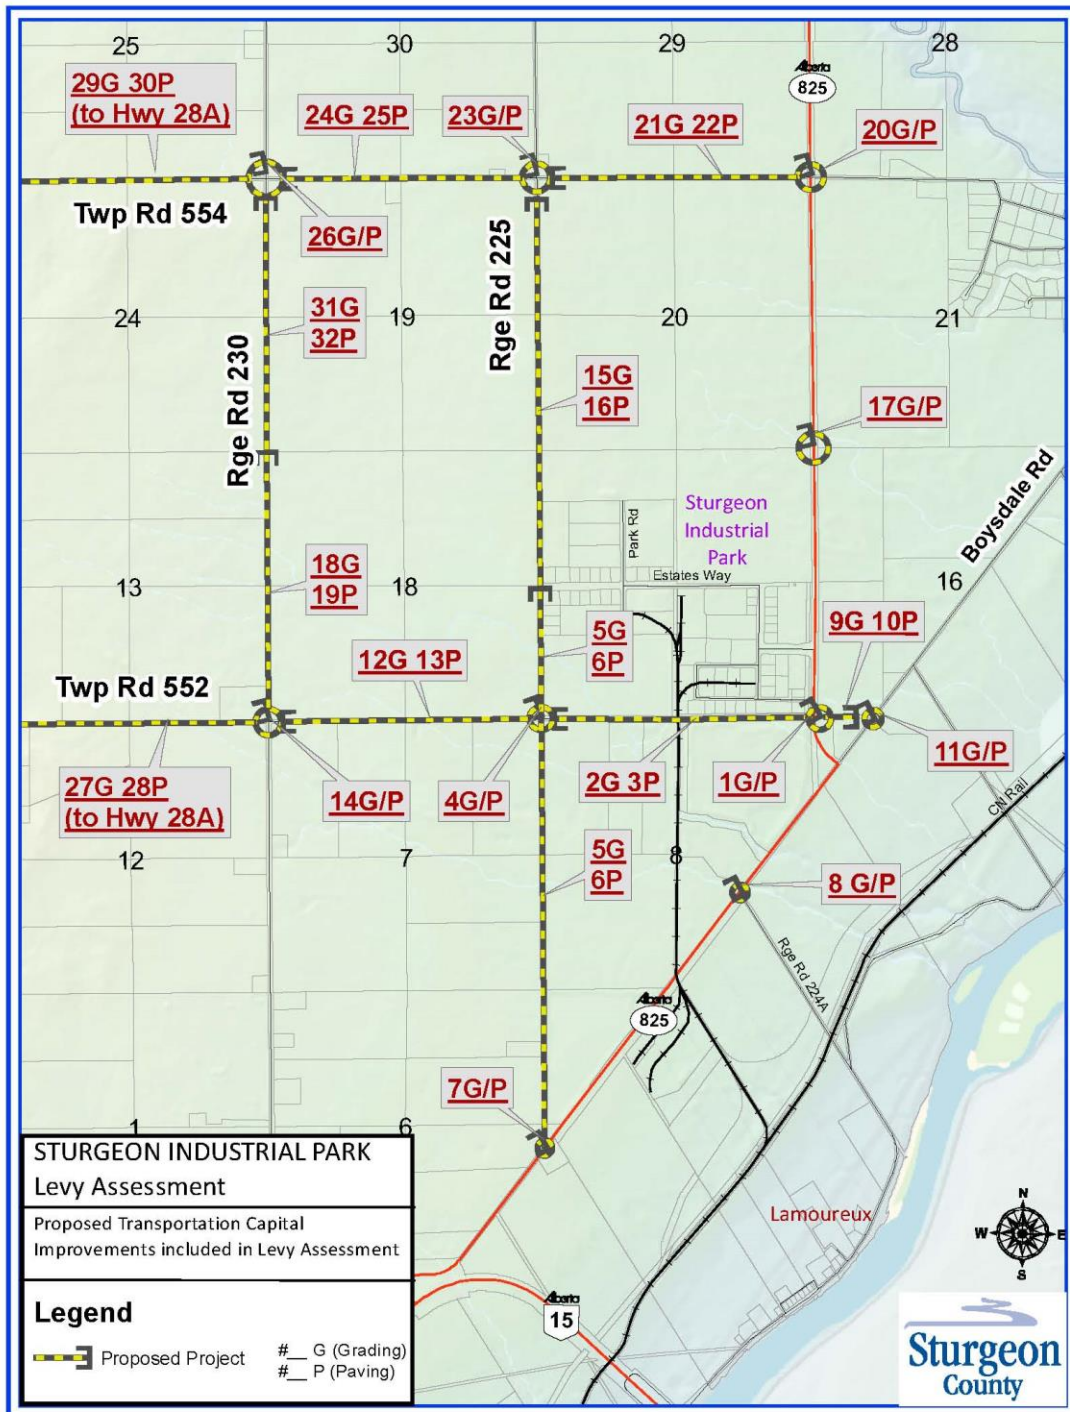 25
30
29
28
Alberta
825
29G 30P
(to Hwy 28A)
24G 25P
23G/P
21G 22P
20G/P
Twp Rd 554
26G/P
Rge Rd 225
24
31G
32P
19
20
21
Rge Rd 230
15G
16P
17G/P
Boysdale Rd
Sturgeon
Industrial
Park
Park Rd
Estates Way
13
18G
19P
18
16
9G 10P
5G
6P
12G 13P
Twp Rd 552
27G 28P
(to Hwy 28A)
14G/P
4G/P
2G 3P
1G/P
11G/P
CN Rail
12
7
5G
6P
8
8 G/P
Rge Rd 224A
Alberta
825
7G/P
1
6
STURGEON INDUSTRIAL PARK
Levy Assessment
Proposed Transportation Capital
Improvements included in Levy Assessment
Legend
Proposed Project
#__ G (Grading)
#__ P (Paving)
Lamoureux
N
W
E
S
Alberta
15
Sturgeon
County